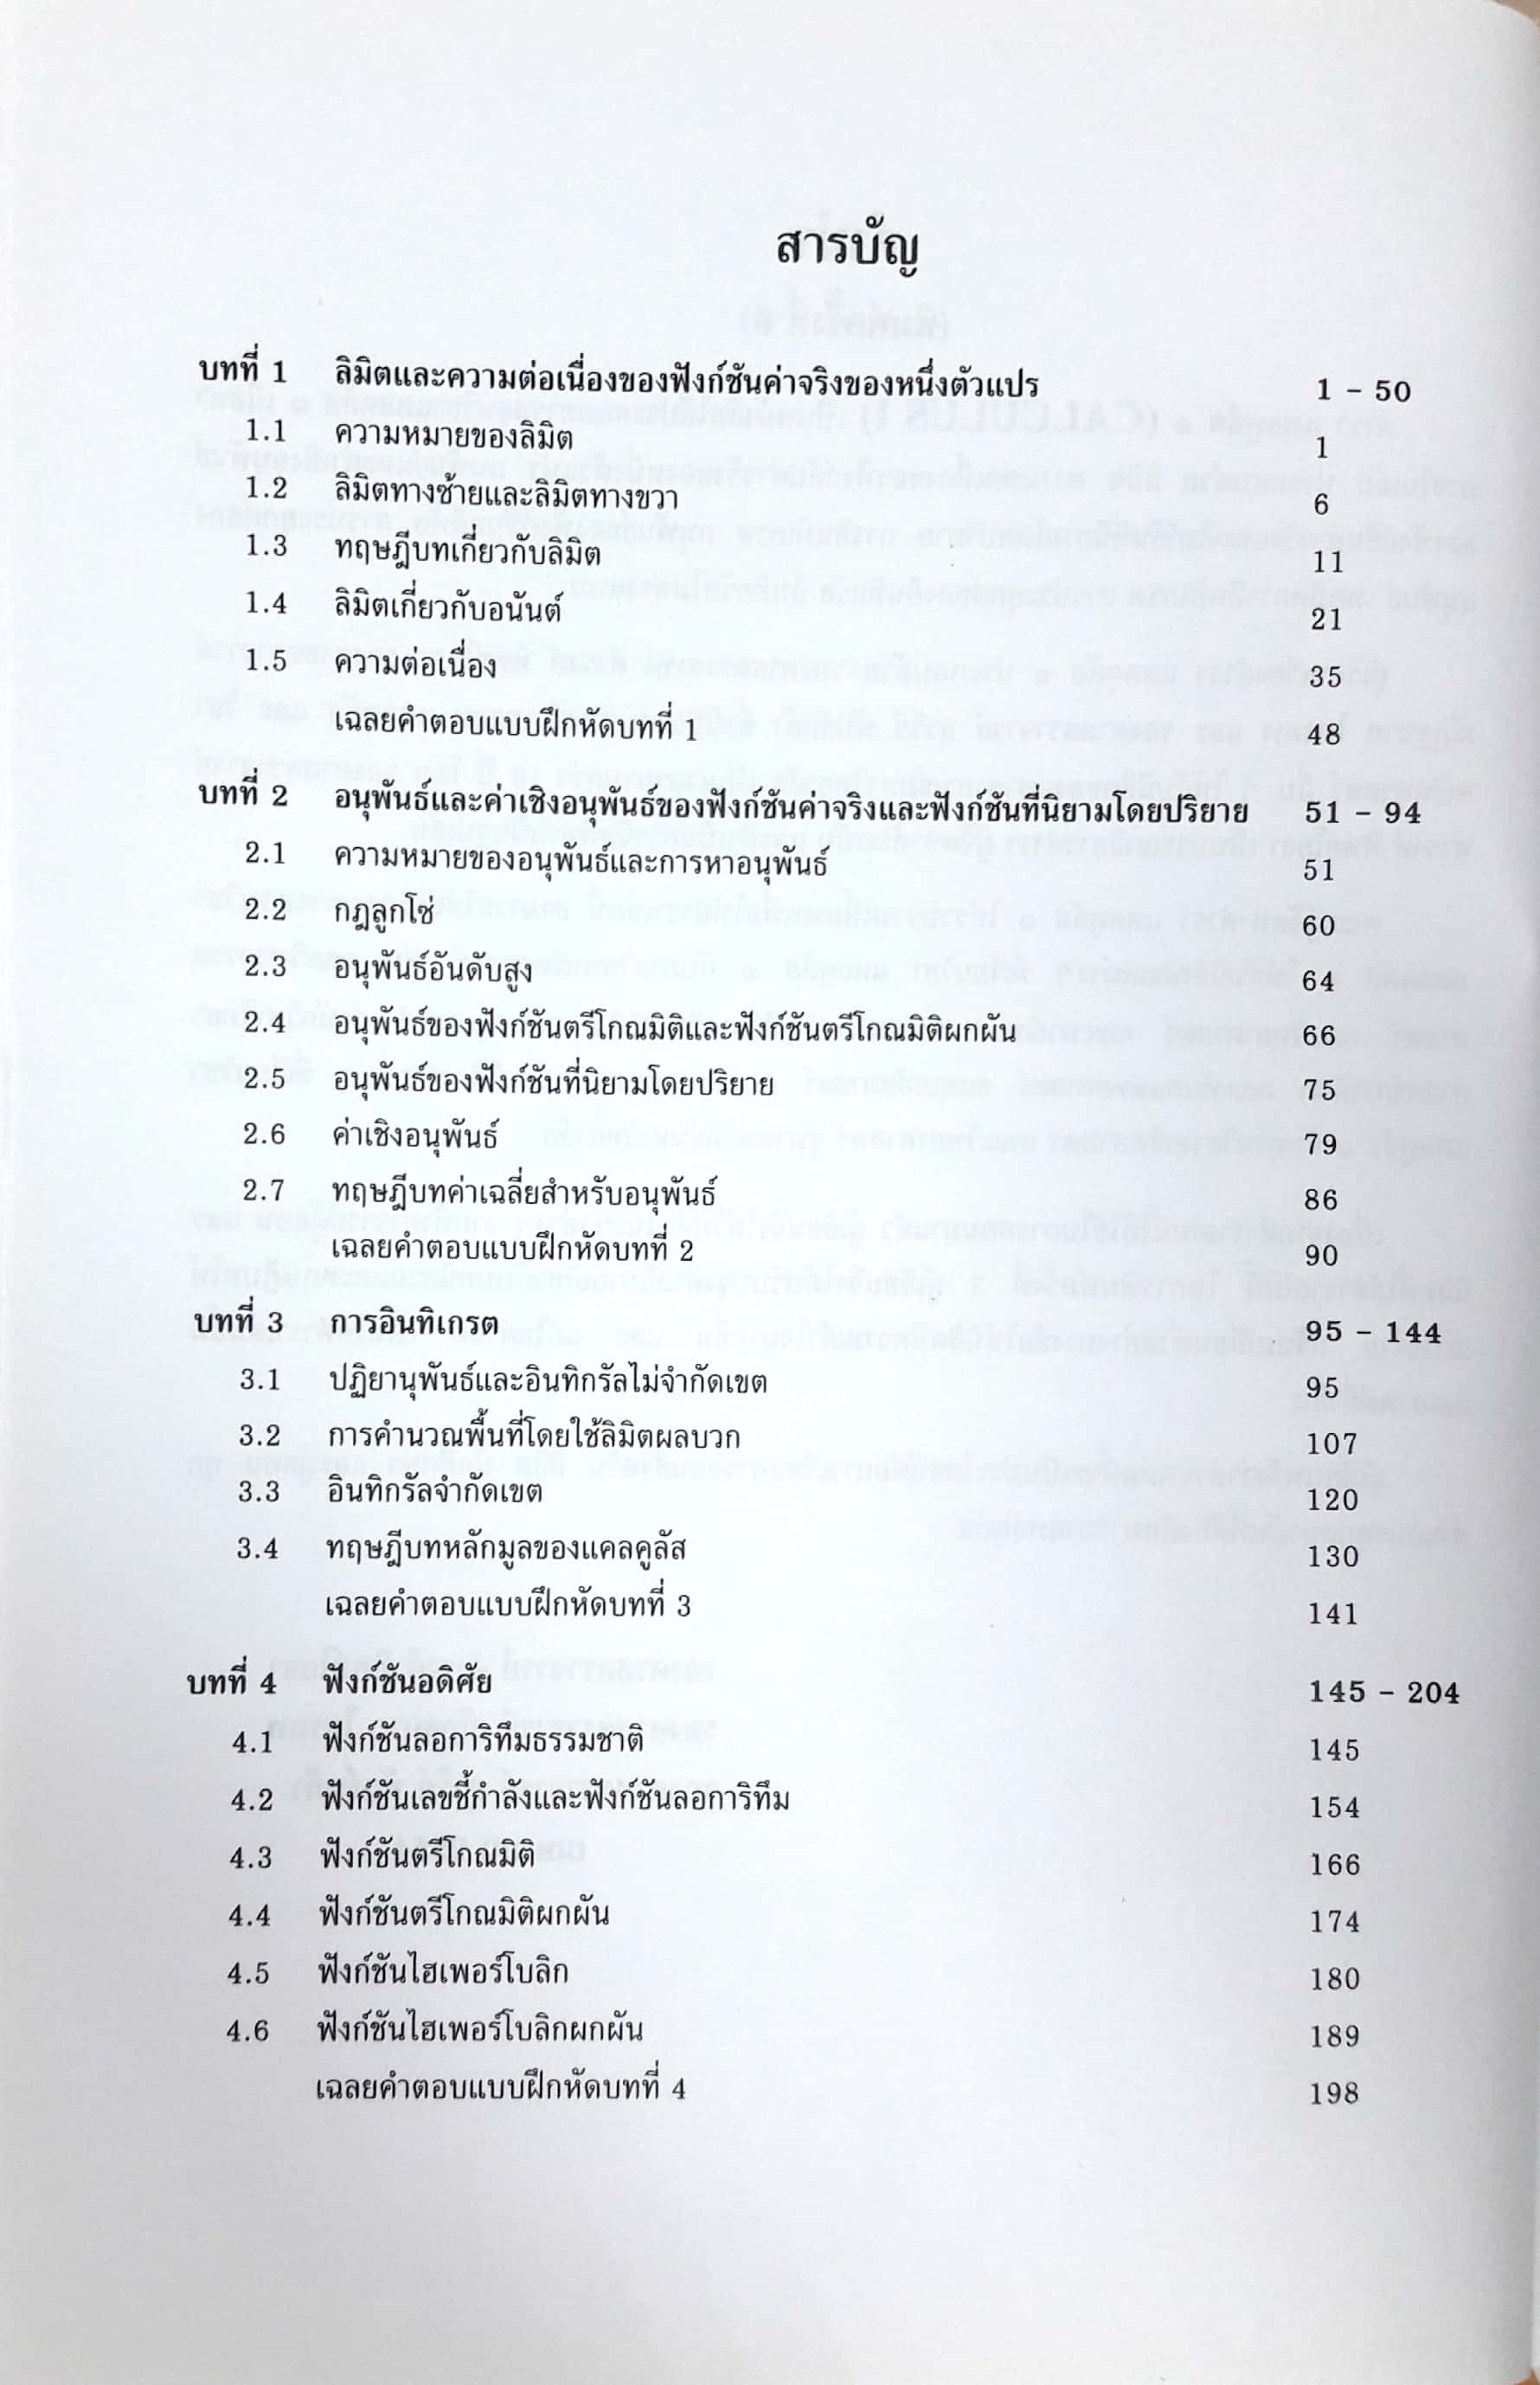 สารบัญ
บทที่ 1 ลิมิตและความต่อเนื่องของฟังก์ชันค่าจริงของหนึ่งตัวแปร 1 - 50
1.1 ความหมายของลิมิต 1
1.2 ลิมิตทางซ้ายและลิมิตทางขวา 6
1.3 ทฤษฎีบทเกี่ยวกับลิมิต 11
1.4 ลิมิตเกี่ยวกับอนันต์ 21
1.5 ความต่อเนื่อง 35
เฉลยคำตอบแบบฝึกหัดบทที่ 1 48
บทที่ 2 อนุพันธ์และค่าเชิงอนุพันธ์ของฟังก์ชันค่าจริงและฟังก์ชันที่นิยามโดยปริยาย 51 - 94
2.1 ความหมายของอนุพันธ์และการหาอนุพันธ์ 51
2.2 กฎลูกโซ่ 60
2.3 อนุพันธ์อันดับสูง 64
2.4 อนุพันธ์ของฟังก์ชันตรีโกณมิติและฟังก์ชันตรีโกณมิติผกผัน 66
2.5 อนุพันธ์ของฟังก์ชันที่นิยามโดยปริยาย 75
2.6 ค่าเชิงอนุพันธ์ 79
2.7 ทฤษฎีบทค่าเฉลี่ยสำหรับอนุพันธ์ 86
เฉลยคำตอบแบบฝึกหัดบทที่ 2 90
บทที่ 3 การอินทิเกรต 95 - 144
3.1 ปฏิยานุพันธ์และอินทิกรัลไม่จำกัดเขต 95
3.2 การคำนวณพื้นที่โดยใช้ลิมิตผลบวก 107
3.3 อินทิกรัลจำกัดเขต 120
3.4 ทฤษฎีบทหลักมูลของแคลคูลัส 130
เฉลยคำตอบแบบฝึกหัดบทที่ 3 141
บทที่ 4 ฟังก์ชันอดิศัย 145 - 204
4.1 ฟังก์ชันลอการิทึมธรรมชาติ 145
4.2 ฟังก์ชันเลขชี้กำลังและฟังก์ชันลอการิทึม 154
4.3 ฟังก์ชันตรีโกณมิติ 166
4.4 ฟังก์ชันตรีโกณมิติผกผัน 174
4.5 ฟังก์ชันไฮเพอร์โบลิก 180
4.6 ฟังก์ชันไฮเพอร์โบลิกผกผัน 189
เฉลยคำตอบแบบฝึกหัดบทที่ 4 198